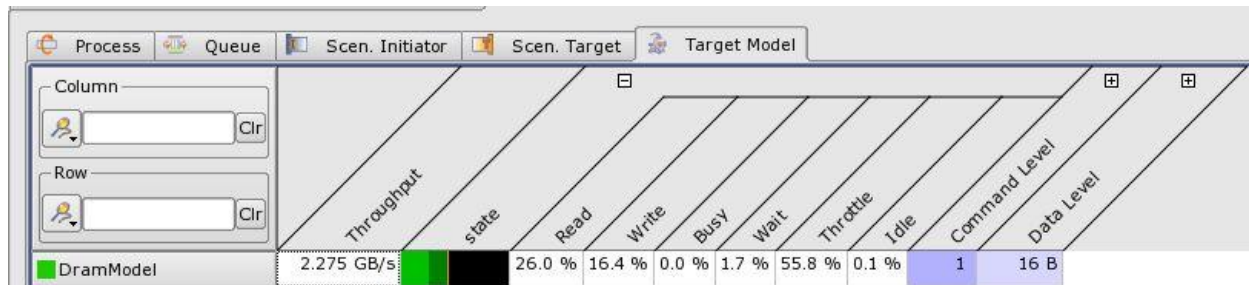 Process Queue Scen. Initiator Scen. Target Target Model
Column
Clr
Row
Clr
Throughput state Read Write Busy Wait Throttle Idle Command Level Data Level
DramModel 2.275 GB/s 26.0 % 16.4 % 0.0 % 1.7 % 55.8 % 0.1 % 1 16 B